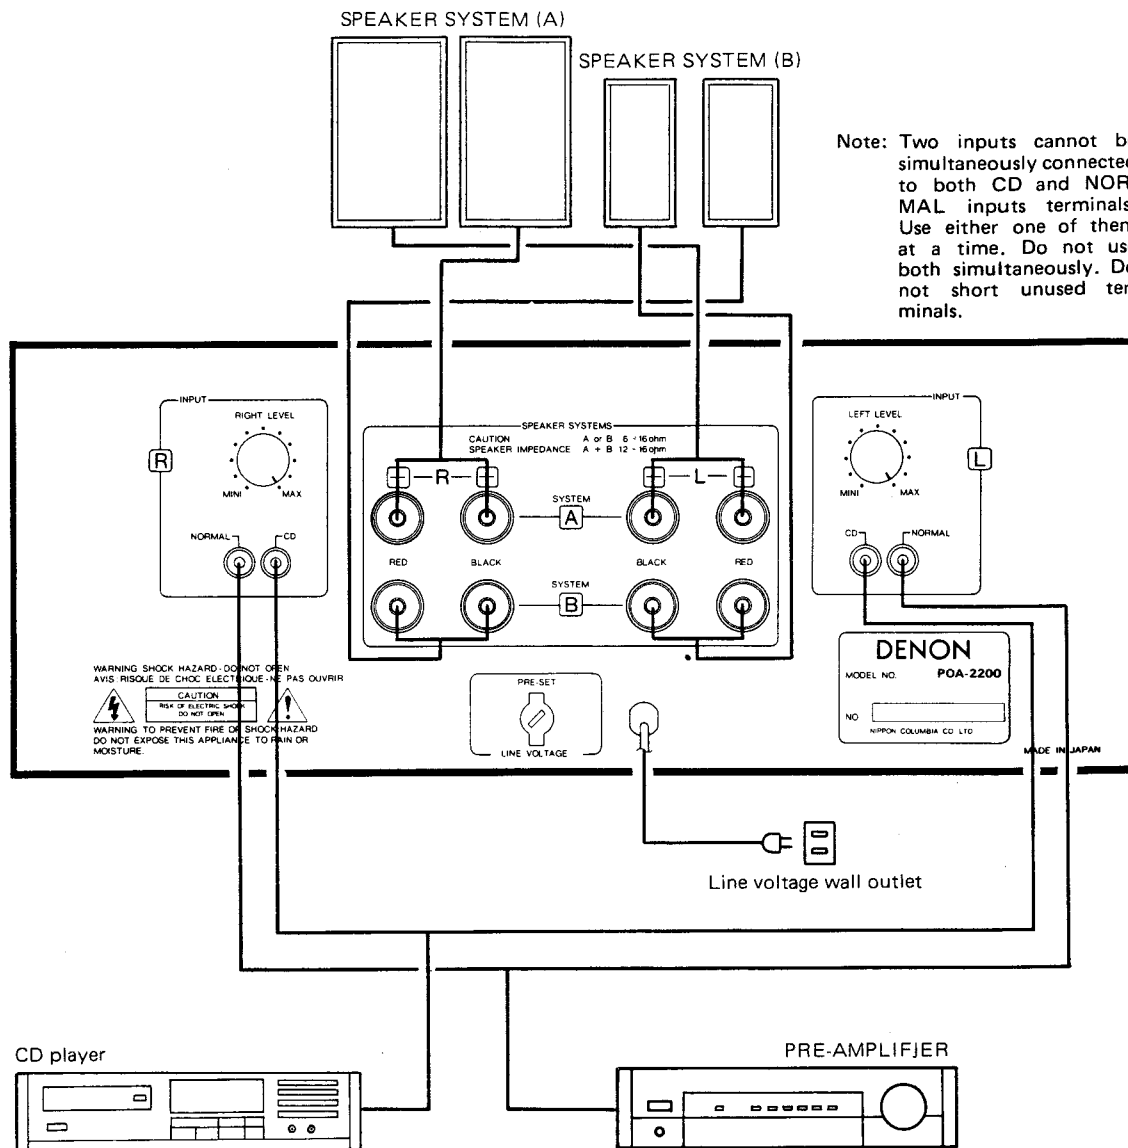 SPEAKER SYSTEM (A)
SPEAKER SYSTEM (B)
Note: Two inputs cannot b
simultaneously connected
to both CD and NOR
MAL inputs terminals
Use either one of them
at a time. Do not us
both simultaneously. Do
not short unused ter
minals.
INPUT
RIGHT LEVEL
R
MINI
MAX
NORMAL
CD
SPEAKER SYSTEMS
CAUTION A or B 6 - 16 ohm
SPEAKER IMPEDANCE A + B 12 - 16 ohm
+ R −
− L +
SYSTEM
A
RED
BLACK
BLACK
RED
SYSTEM
B
INPUT
LEFT LEVEL
L
MINI
MAX
CD
NORMAL
WARNING SHOCK HAZARD-DO NOT OPEN
AVIS: RISQUE DE CHOC ELECTRIQUE-NE PAS OUVRIR
CAUTION
RISK OF ELECTRIC SHOCK
DO NOT OPEN
WARNING TO PREVENT FIRE OR SHOCK HAZARD
DO NOT EXPOSE THIS APPLIANCE TO RAIN OR
MOISTURE.
PRE-SET
LINE VOLTAGE
DENON
MODEL NO. POA-2200
NO
NIPPON COLUMBIA CO LTD
MADE IN JAPAN
Line voltage wall outlet
CD player
PRE-AMPLIFJER